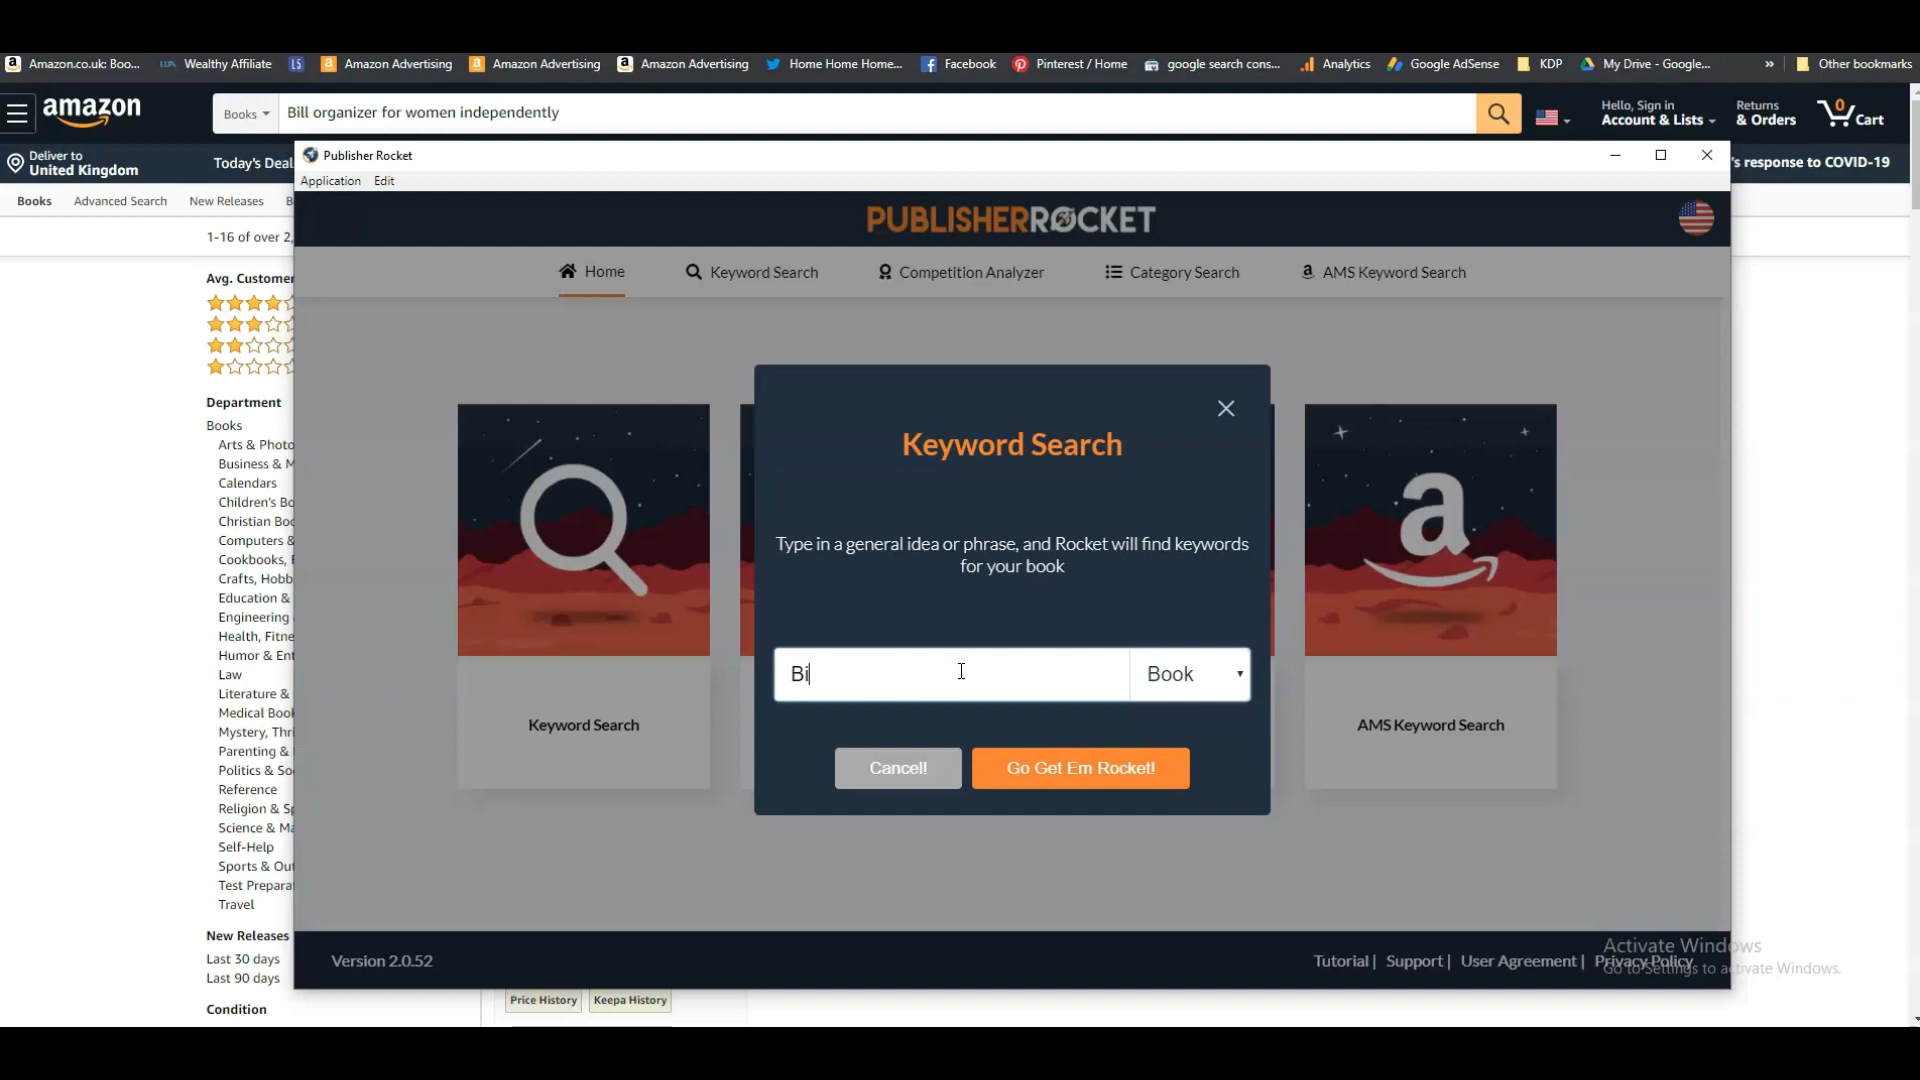 Amazon.co.uk: Boo...
Wealthy Affiliate
LS
Amazon Advertising
Amazon Advertising
Amazon Advertising
Home Home Home...
Facebook
Pinterest / Home
google search cons...
Analytics
Google AdSense
KDP
My Drive - Google...
»
Other bookmarks
amazon
Books
Bill organizer for women independently
Hello, Sign in
Account & Lists
Returns
& Orders
0
Cart
Deliver to
United Kingdom
Today's Deal
's response to COVID-19
Books
Advanced Search
New Releases
B
1-16 of over 2,
Publisher Rocket
Application
Edit
PUBLISHERROCKET
Home
Keyword Search
Competition Analyzer
Category Search
AMS Keyword Search
Avg. Customer
Department
Books
Arts & Photo
Business & M
Calendars
Children's Bo
Christian Boo
Computers &
Cookbooks, F
Crafts, Hobb
Education &
Engineering
Health, Fitne
Humor & Ent
Law
Literature &
Medical Book
Mystery, Thri
Parenting &
Politics & So
Reference
Religion & Sp
Science & Ma
Self-Help
Sports & Out
Test Prepara
Travel
New Releases
Last 30 days
Last 90 days
Condition
Keyword Search
Type in a general idea or phrase, and Rocket will find keywords
for your book
Bi
Book
Cancel!
Go Get Em Rocket!
Keyword Search
a
AMS Keyword Search
Version 2.0.52
Tutorial |
Support |
User Agreement |
Privacy Policy
Activate Windows
Go to Settings to activate Windows.
Price History
Keepa History